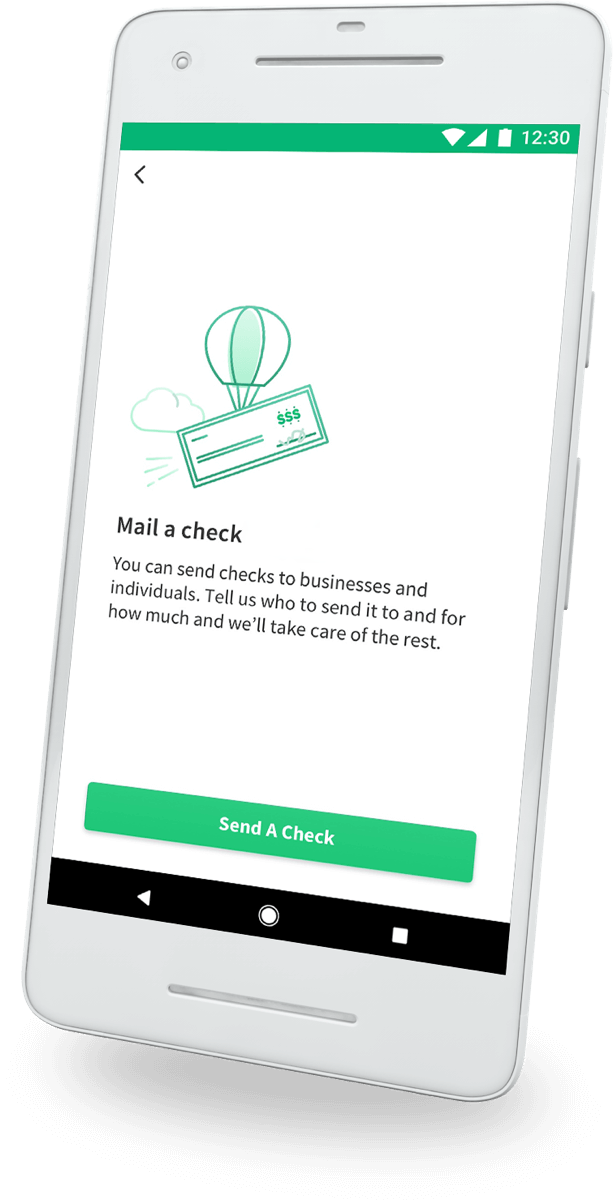 12:30
$$$
Mail a check
You can send checks to businesses and
individuals. Tell us who to send it to and for
how much and we’ll take care of the rest.
Send A Check